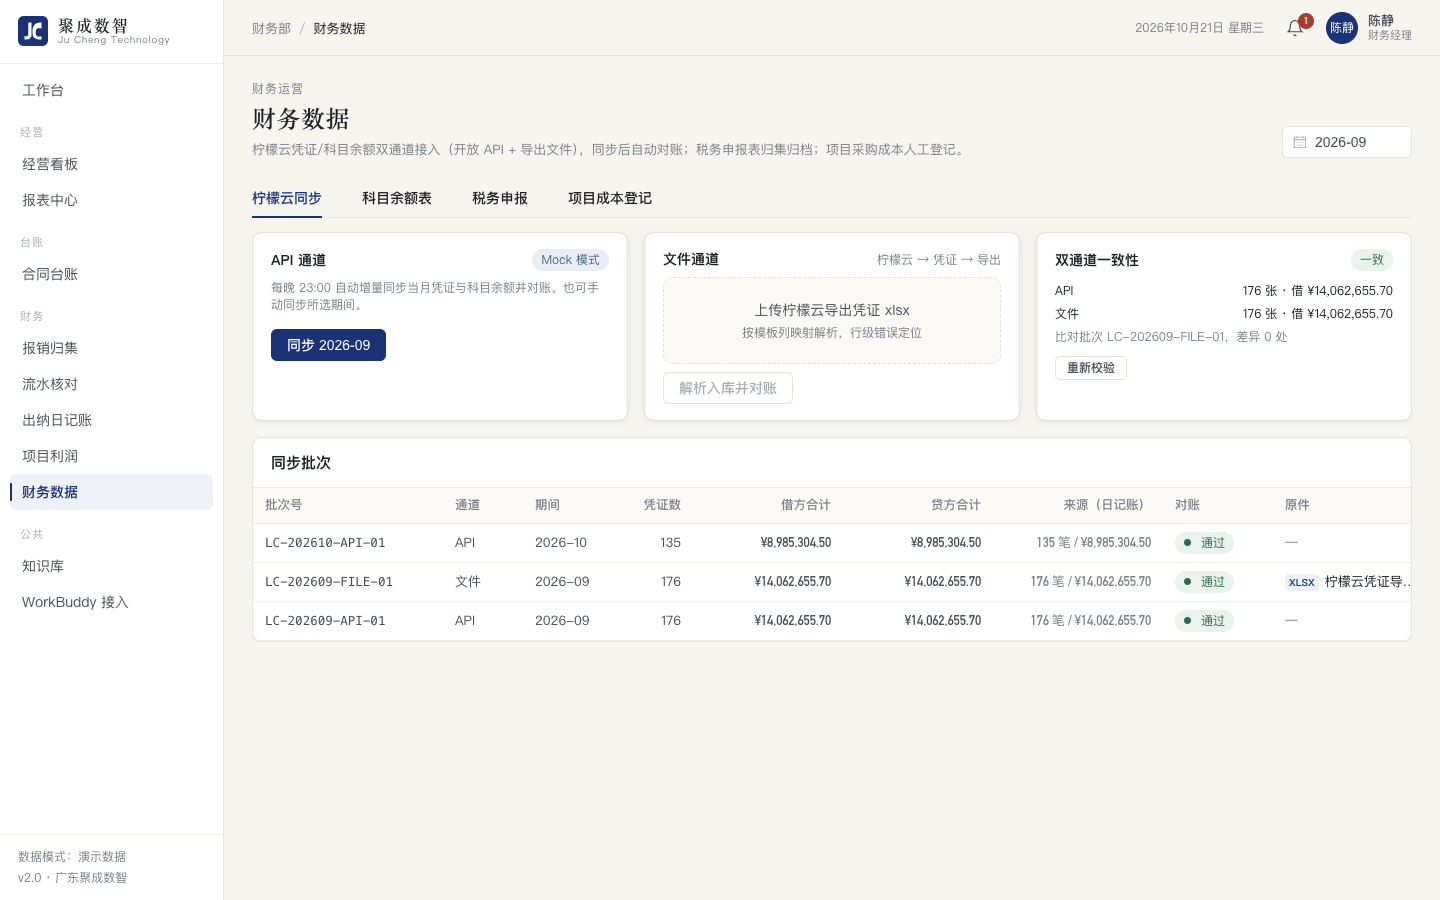 JC 聚成数智
Ju Cheng Technology
工作台
经营
经营看板
报表中心
台账
合同台账
财务
报销归集
流水核对
出纳日记账
项目利润
财务数据
公共
知识库
WorkBuddy 接入
数据模式：演示数据
v2.0 · 广东聚成数智
财务部 / 财务数据
2026年10月21日 星期三
1
陈静
陈静
财务经理
财务运营
财务数据
柠檬云凭证/科目余额双通道接入（开放 API + 导出文件），同步后自动对账；税务申报表归集归档；项目采购成本人工登记。
2026-09
柠檬云同步 科目余额表 税务申报 项目成本登记
API 通道 Mock 模式
每晚 23:00 自动增量同步当月凭证与科目余额并对账。也可手
动同步所选期间。
同步 2026-09
文件通道 柠檬云 → 凭证 → 导出
上传柠檬云导出凭证 xlsx
按模板列映射解析，行级错误定位
解析入库并对账
双通道一致性 一致
API 176 张 · 借 ¥14,062,655.70
文件 176 张 · 借 ¥14,062,655.70
比对批次 LC-202609-FILE-01，差异 0 处
重新校验
同步批次
批次号 通道 期间 凭证数 借方合计 贷方合计 来源（日记账） 对账 原件
LC-202610-API-01 API 2026-10 135 ¥8,985,304.50 ¥8,985,304.50 135 笔 / ¥8,985,304.50 通过 —
LC-202609-FILE-01 文件 2026-09 176 ¥14,062,655.70 ¥14,062,655.70 176 笔 / ¥14,062,655.70 通过 XLSX 柠檬云凭证导…
LC-202609-API-01 API 2026-09 176 ¥14,062,655.70 ¥14,062,655.70 176 笔 / ¥14,062,655.70 通过 —